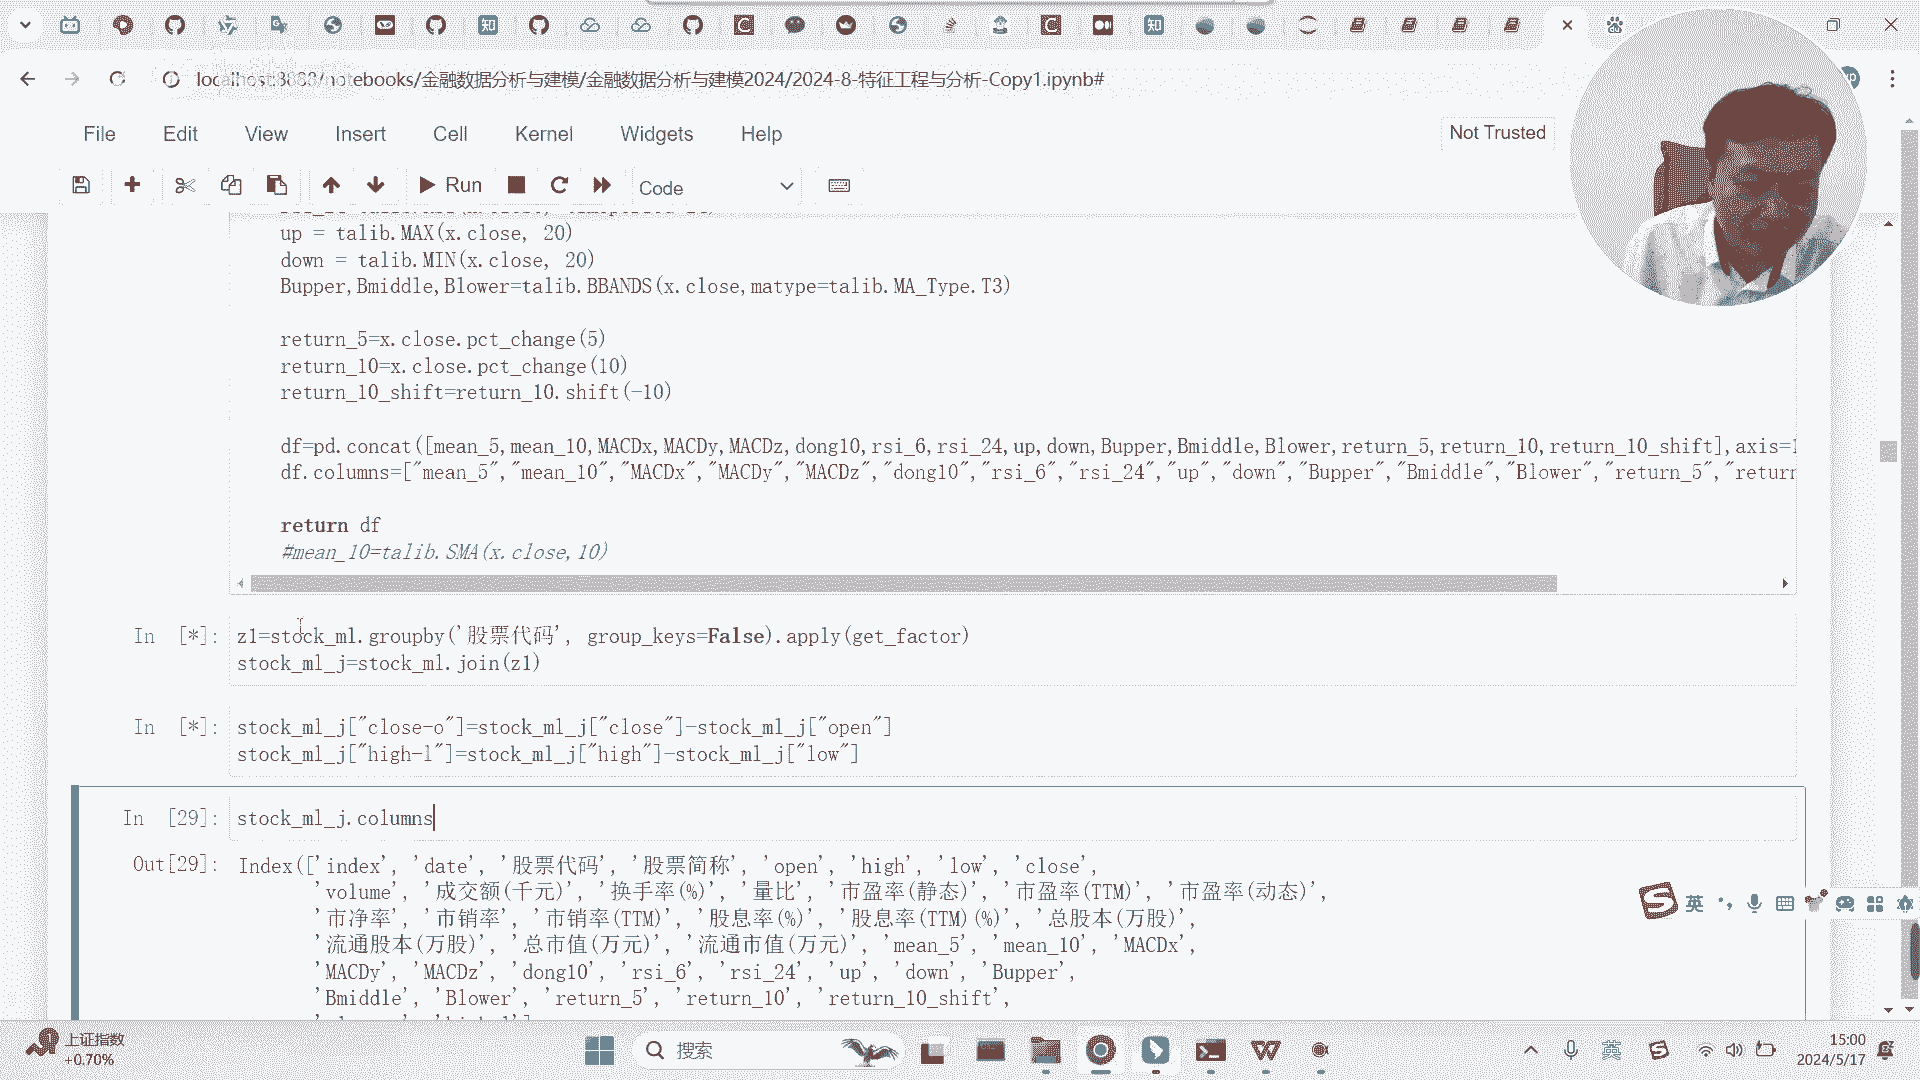 localhost:8888/notebooks/金融数据分析与建模/金融数据分析与建模2024/2024-8-特征工程与分析-Copy1.ipynb#
File Edit View Insert Cell Kernel Widgets Help
Not Trusted
Run
Code
up = talib.MAX(x.close, 20)
down = talib.MIN(x.close, 20)
Bupper,Bmiddle,Blower=talib.BBANDS(x.close,matype=talib.MA_Type.T3)
return_5=x.close.pct_change(5)
return_10=x.close.pct_change(10)
return_10_shift=return_10.shift(-10)
df=pd.concat([mean_5,mean_10,MACDx,MACDy,MACDz,dong10,rsi_6,rsi_24,up,down,Bupper,Bmiddle,Blower,return_5,return_10,return_10_shift],axis=1
df.columns=["mean_5","mean_10","MACDx","MACDy","MACDz","dong10","rsi_6","rsi_24","up","down","Bupper","Bmiddle","Blower","return_5","return
return df
#mean_10=talib.SMA(x.close,10)
In [*]: z1=stock_ml.groupby('股票代码', group_keys=False).apply(get_factor)
stock_ml_j=stock_ml.join(z1)
In [*]: stock_ml_j["close-o"]=stock_ml_j["close"]-stock_ml_j["open"]
stock_ml_j["high-l"]=stock_ml_j["high"]-stock_ml_j["low"]
In [29]: stock_ml_j.columns
Out[29]: Index(['index', 'date', '股票代码', '股票简称', 'open', 'high', 'low', 'close',
'volume', '成交额(千元)', '换手率(%)', '量比', '市盈率(静态)', '市盈率(TTM)', '市盈率(动态)',
'市净率', '市销率', '市销率(TTM)', '股息率(%)', '股息率(TTM)(%)', '总股本(万股)',
'流通股本(万股)', '总市值(万元)', '流通市值(万元)', 'mean_5', 'mean_10', 'MACDx',
'MACDy', 'MACDz', 'dong10', 'rsi_6', 'rsi_24', 'up', 'down', 'Bupper',
'Bmiddle', 'Blower', 'return_5', 'return_10', 'return_10_shift',
英
上证指数
+0.70%
搜索
英
15:00
2024/5/17